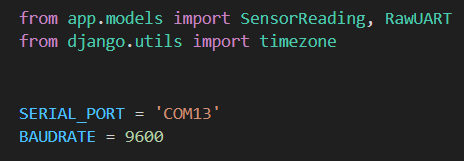 from app.models import SensorReading, RawUART
from django.utils import timezone
SERIAL_PORT = 'COM13'
BAUDRATE = 9600